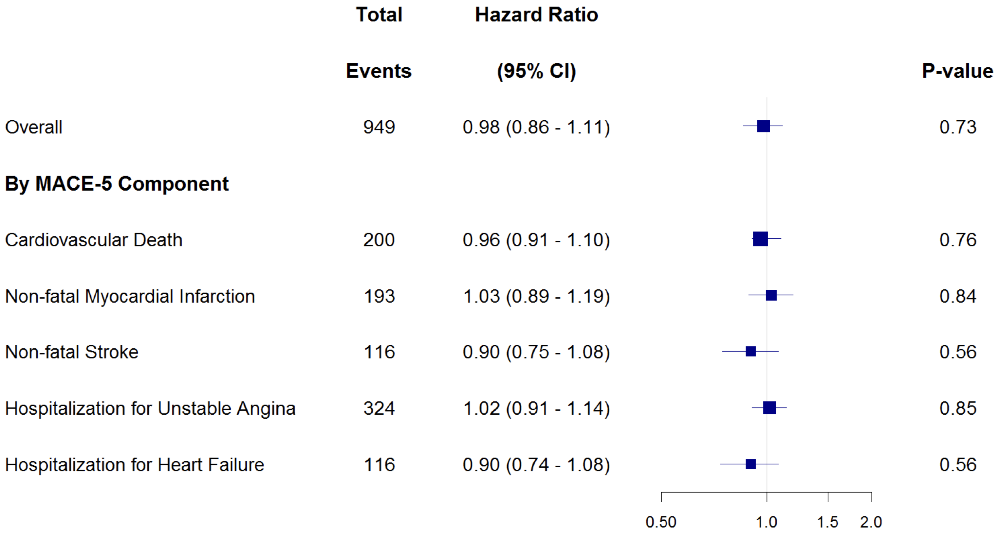 Total Hazard Ratio
Events (95% CI) P-value
Overall 949 0.98 (0.86 - 1.11) 0.73
By MACE-5 Component
Cardiovascular Death 200 0.96 (0.91 - 1.10) 0.76
Non-fatal Myocardial Infarction 193 1.03 (0.89 - 1.19) 0.84
Non-fatal Stroke 116 0.90 (0.75 - 1.08) 0.56
Hospitalization for Unstable Angina 324 1.02 (0.91 - 1.14) 0.85
Hospitalization for Heart Failure 116 0.90 (0.74 - 1.08) 0.56
0.50 1.0 1.5 2.0